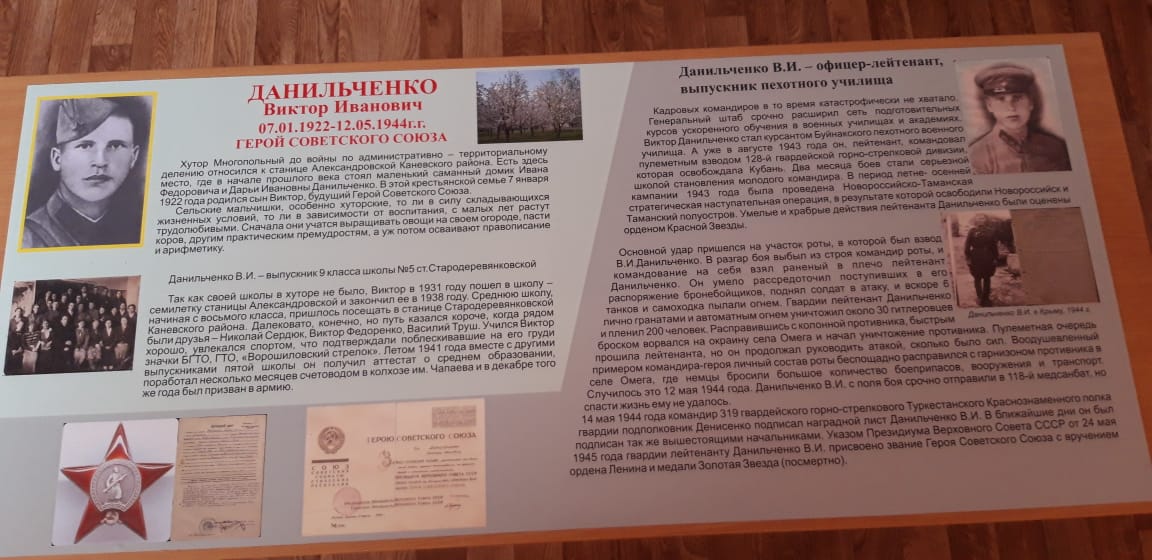 ДАНИЛЬЧЕНКО
Виктор Иванович
07.01.1922-12.05.1944г.г.
ГЕРОЙ СОВЕТСКОГО СОЮЗА
Хутор Многопольный до войны по административно – территориальному
делению относился к станице Александровской Каневского района. Есть здесь
место, где в начале прошлого века стоял маленький саманный домик Ивана
Федоровича и Дарьи Ивановны Данильченко. В этой крестьянской семье 7 января
1922 года родился сын Виктор, будущий Герой Советского Союза.
Сельские мальчишки, особенно хуторские, то ли в силу складывающихся
жизненных условий, то ли в зависимости от воспитания, с малых лет растут
трудолюбивыми. Сначала они учатся выращивать овощи на своем огороде, пасти
коров, другим практическим премудростям, а уж потом осваивают правописание
и арифметику.
Данильченко В.И. – выпускник 9 класса школы №5 ст.Стародеревянковской
Так как своей школы в хуторе не было, Виктор в 1931 году пошел в школу –
семилетку станицы Александровской и закончил ее в 1938 году. Среднюю школу,
начиная с восьмого класса, пришлось посещать в станице Стародеревянковской
Каневского района. Далековато, конечно, но путь казался короче, когда рядом
были друзья – Николай Сердюк, Виктор Федоренко, Василий Труш. Учился Виктор
хорошо, увлекался спортом, что подтверждали поблескивавшие на его груди
значки БГТО, ГТО, «Ворошиловский стрелок». Летом 1941 года вместе с другими
выпускниками пятой школы он получил аттестат о среднем образовании,
поработал несколько месяцев счетоводом в колхозе им. Чапаева и в декабре того
же года был призван в армию.
ГЕРОЮ СОВЕТСКОГО СОЮЗА
СОЮЗ
СОВЕТСКИХ
СОЦИАЛИСТИЧЕСКИХ
РЕСПУБЛИК
Данильченко В.И. – офицер-лейтенант,
выпускник пехотного училища
Кадровых командиров в то время катастрофически не хватало.
Генеральный штаб срочно расширил сеть подготовительных
курсов ускоренного обучения в военных училищах и академиях.
Виктор Данильченко стал курсантом Буйнакского пехотного военного
училища. А уже в августе 1943 года он, лейтенант, командовал
пулеметным взводом 128-й гвардейской горно-стрелковой дивизии,
которая освобождала Кубань. Два месяца боев стали серьезной
школой становления молодого командира. В период летне- осенней
кампании 1943 года была проведена Новороссийско-Таманская
стратегическая наступательная операция, в результате которой освободили Новороссийск и
Таманский полуостров. Умелые и храбрые действия лейтенанта Данильченко были оценены
орденом Красной Звезды.
Основной удар пришелся на участок роты, в которой был взвод
В.И.Данильченко. В разгар боя выбыл из строя командир роты, и
командование на себя взял раненый в плечо лейтенант
Данильченко. Он умело рассредоточил поступивших в его
распоряжение бронебойщиков, поднял солдат в атаку, и вскоре 6
танков и самоходка пылали огнем. Гвардии лейтенант Данильченко
лично гранатами и автоматным огнем уничтожил около 30 гитлеровцев
и пленил 200 человек. Расправившись с колонной противника, быстрым
броском ворвался на окраину села Омега и начал уничтожение противника. Пулеметная очередь
прошила лейтенанта, но он продолжал руководить атакой, сколько было сил. Воодушевленный
примером командира-героя личный состав роты беспощадно расправился с гарнизоном противника в
селе Омега, где немцы бросили большое количество боеприпасов, вооружения и транспорт.
Случилось это 12 мая 1944 года. Данильченко В.И. с поля боя срочно отправили в 118-й медсанбат, но
спасти жизнь ему не удалось.
14 мая 1944 года командир 319 гвардейского горно-стрелкового Туркестанского Краснознаменного полка
гвардии подполковник Денисенко подписал наградной лист Данильченко В.И. В ближайшие дни он был
подписан так же вышестоящими начальниками. Указом Президиума Верховного Совета СССР от 24 мая
1945 года гвардии лейтенанту Данильченко В.И. присвоено звание Героя Советского Союза с вручением
ордена Ленина и медали Золотая Звезда (посмертно).
Данильченко В.И. в Крыму, 1944 г.